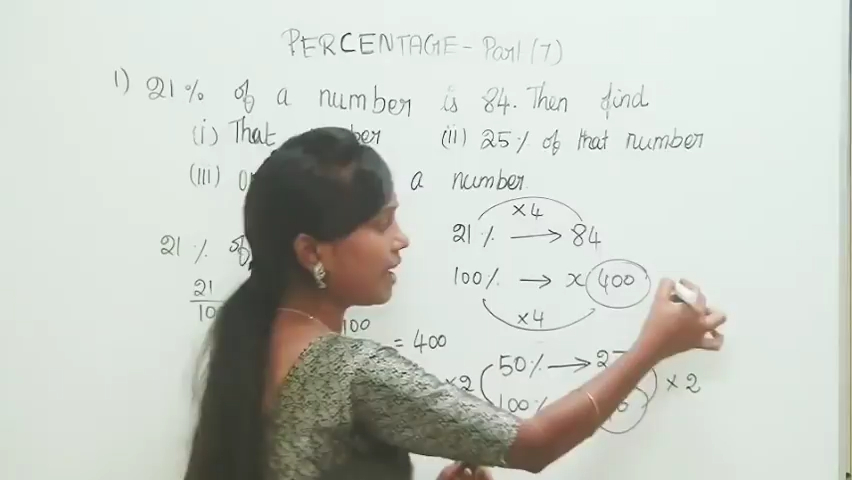 PERCENTAGE - Part (7)
1) 21% of a number is 84. Then find
(i) That (ii) 25% of that number
(iii) a number.
×4
21% → 84
21% of
100% → x 400
21
×4
100
= 400
50% →
×2 ×2
100%